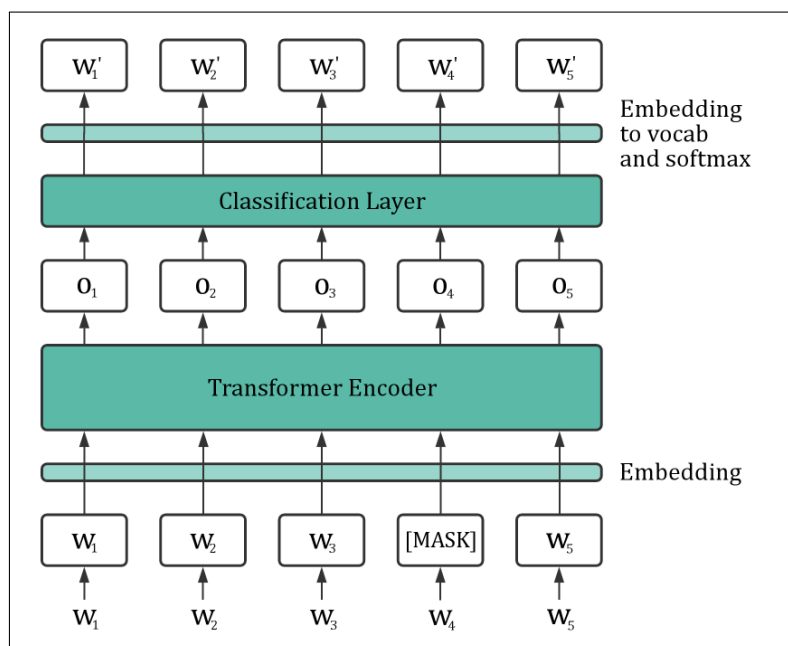 W₁' W₂' W₃' W₄' W₅'
Embedding
to vocab
and softmax
Classification Layer
O₁ O₂ O₃ O₄ O₅
Transformer Encoder
Embedding
W₁ W₂ W₃ [MASK] W₅
W₁ W₂ W₃ W₄ W₅